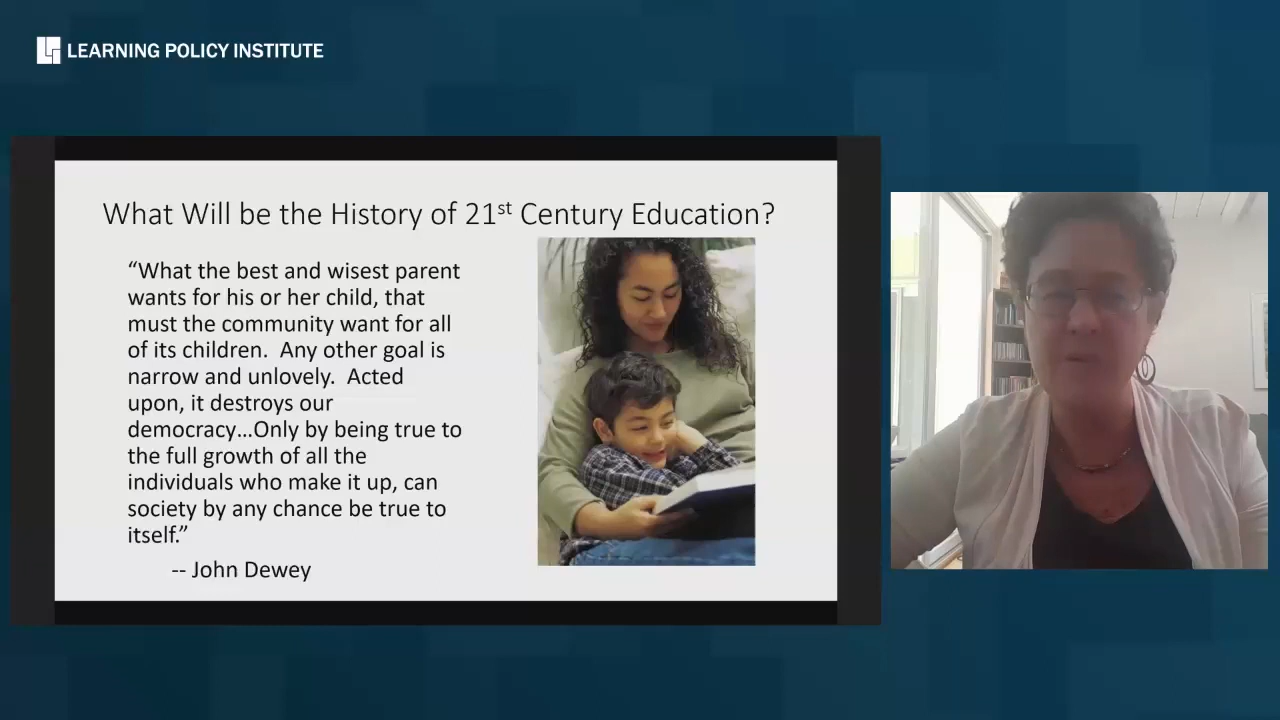 LEARNING POLICY INSTITUTE
What Will be the History of 21st Century Education?
“What the best and wisest parent
wants for his or her child, that
must the community want for all
of its children.  Any other goal is
narrow and unlovely.  Acted
upon, it destroys our
democracy…Only by being true to
the full growth of all the
individuals who make it up, can
society by any chance be true to
itself.”
-- John Dewey